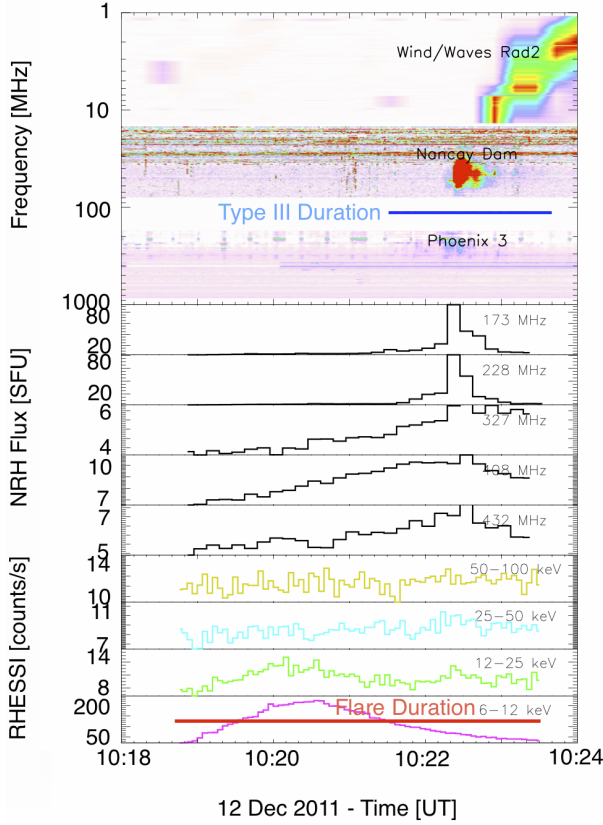 1
Wind/Waves Rad2
10
Nancay Dam
100
Type III Duration
Phoenix 3
1000
Frequency [MHz]
80
173 MHz
20
80
228 MHz
20
6
327 MHz
4
10
408 MHz
7
7
432 MHz
5
NRH Flux [SFU]
14
50-100 keV
10
11
25-50 keV
7
14
12-25 keV
8
200
Flare Duration
6-12 keV
50
RHESSI [counts/s]
10:18 10:20 10:22 10:24
12 Dec 2011 - Time [UT]